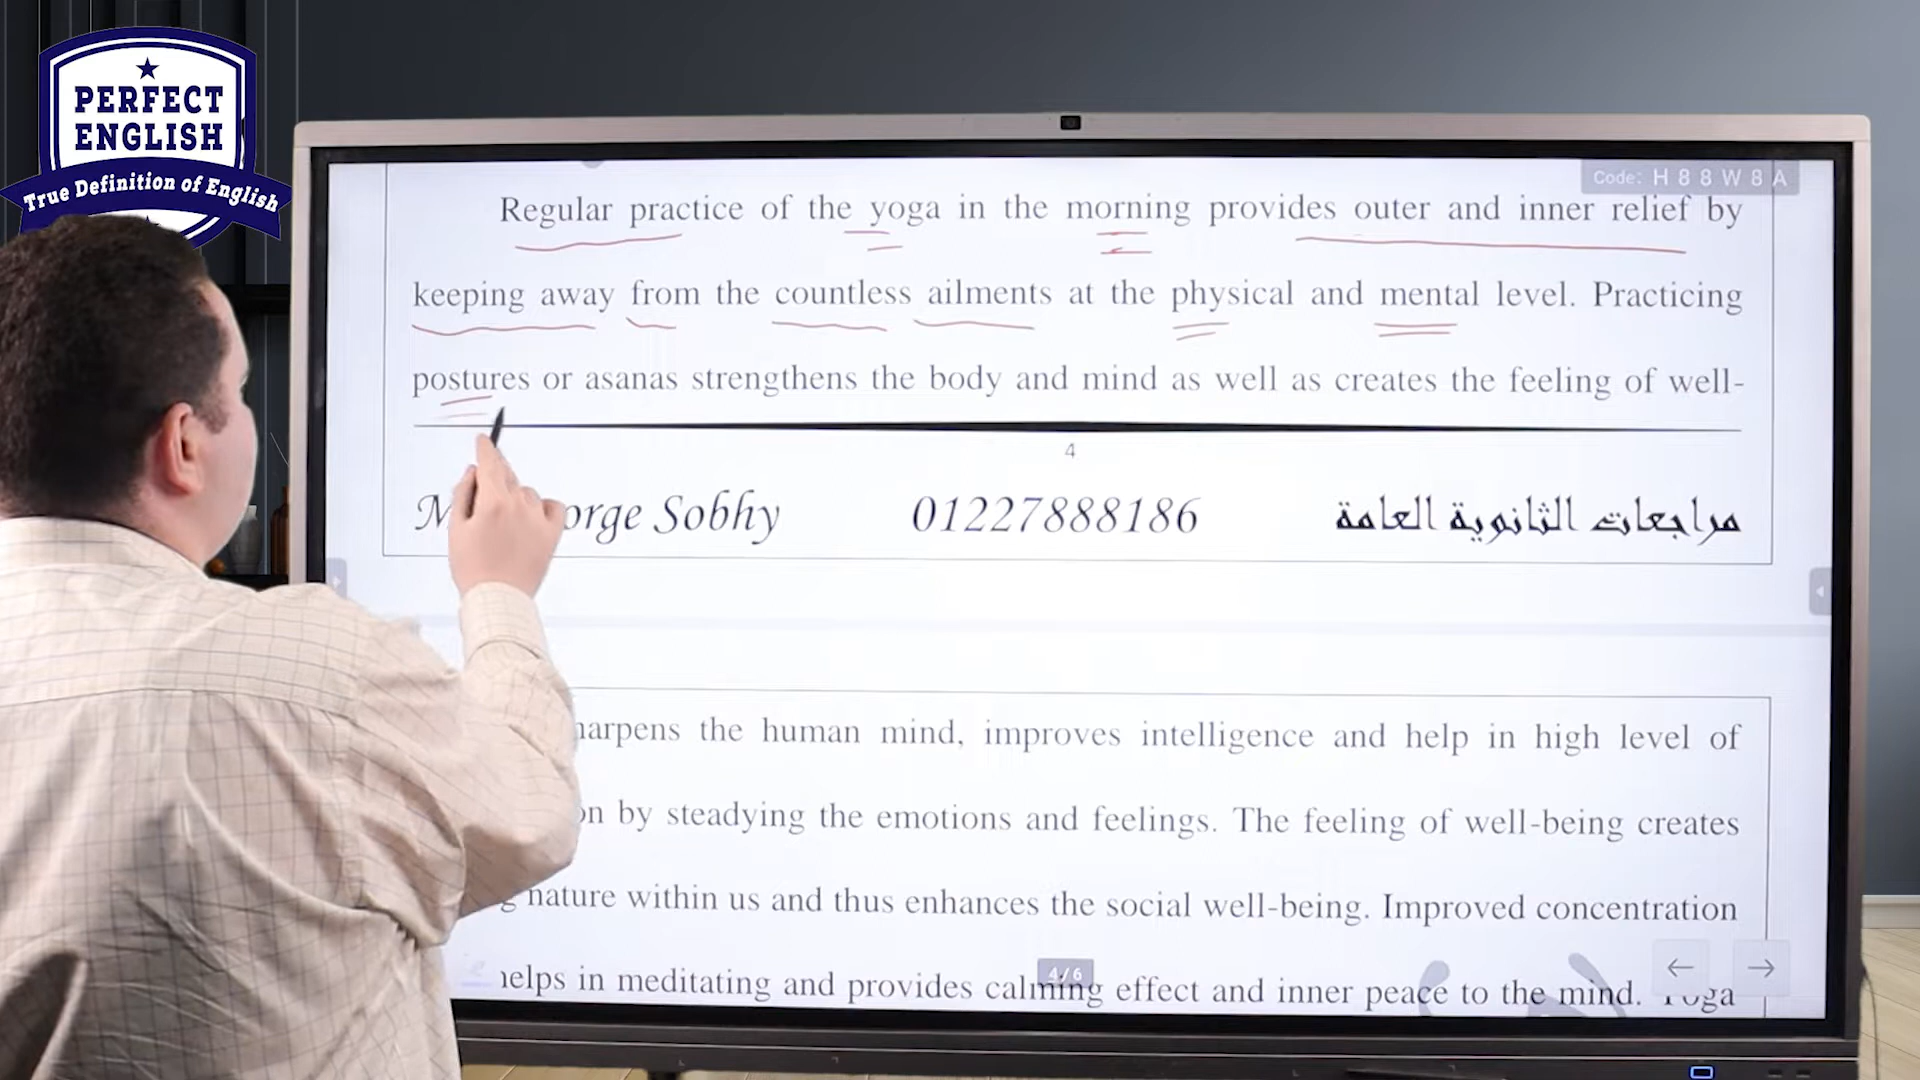 PERFECT
ENGLISH
True Definition of English
Code: H 8 8 W 8 A
Regular practice of the yoga in the morning provides outer and inner relief by
keeping away from the countless ailments at the physical and mental level. Practicing
postures or asanas strengthens the body and mind as well as creates the feeling of well-
4
Sobhy 01227888186 مراجعات الثانوية العامة
the human mind, improves intelligence and help in high level of
by steadying the emotions and feelings. The feeling of well-being creates
nature within us and thus enhances the social well-being. Improved concentration
helps in meditating and provides calming effect and inner peace to the mind. Yoga
4/6